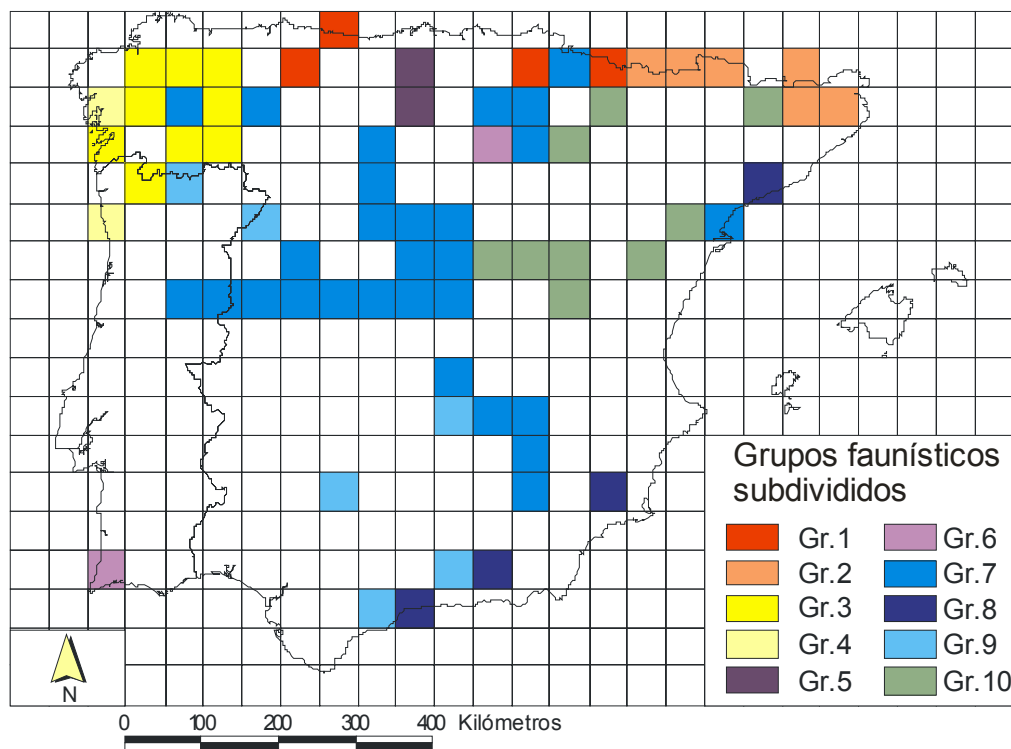 Grupos faunísticos
subdivididos
Gr.1
Gr.2
Gr.3
Gr.4
Gr.5
Gr.6
Gr.7
Gr.8
Gr.9
Gr.10
N
0 100 200 300 400 Kilómetros